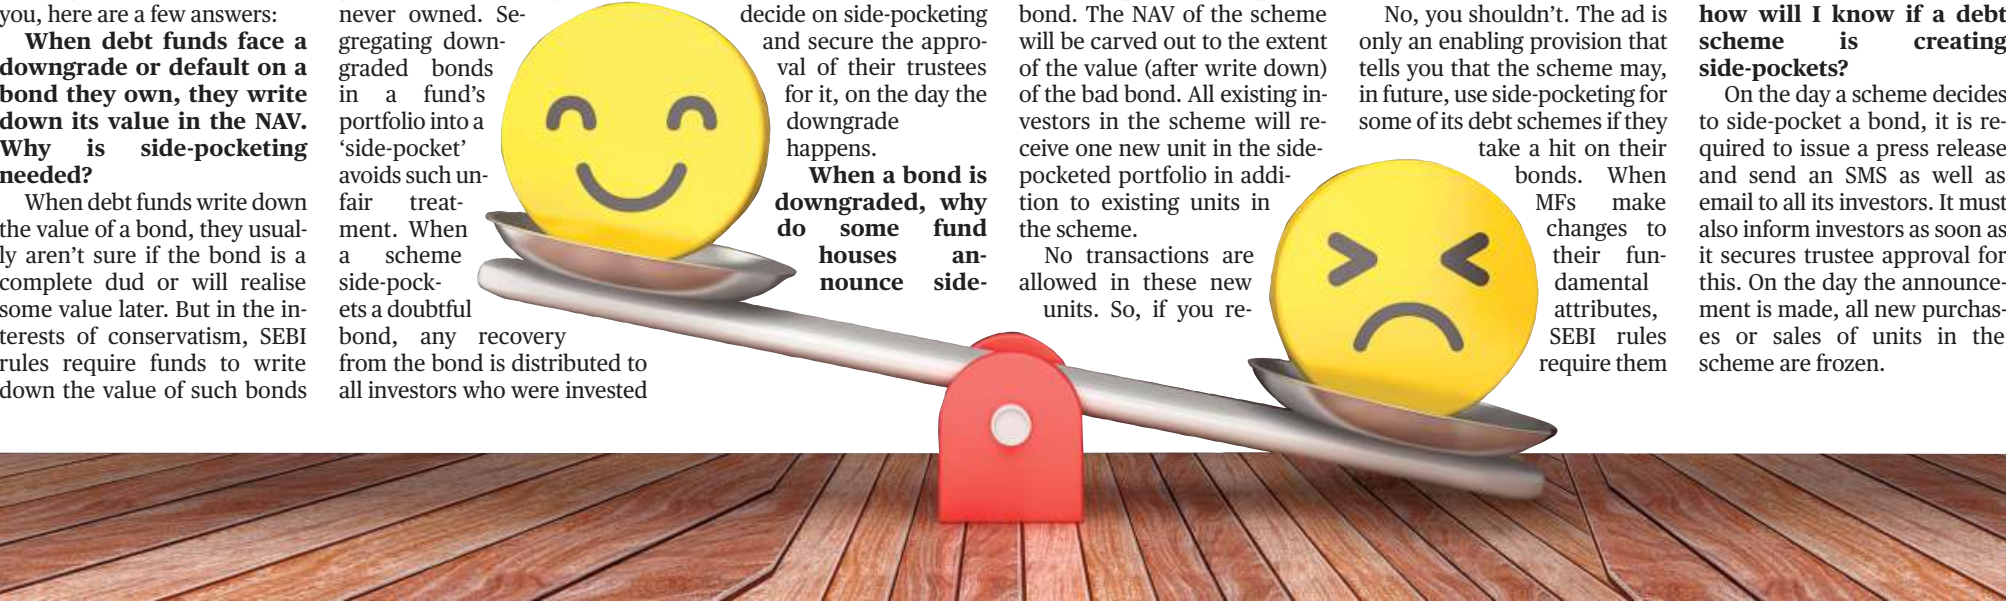 you, here are a few answers:
When debt funds face a
downgrade or default on a
bond they own, they write
down its value in the NAV.
Why is side-pocketing
needed?
When debt funds write down
the value of a bond, they usual-
ly aren't sure if the bond is a
complete dud or will realise
some value later. But in the in-
terests of conservatism, SEBI
rules require funds to write
down the value of such bonds
never owned. Se-
gregating down-
graded bonds
in a fund's
portfolio into a
‘side-pocket’
avoids such un-
fair treat-
ment. When
a scheme
side-pock-
ets a doubtful
bond, any recovery
from the bond is distributed to
all investors who were invested
decide on side-pocketing
and secure the appro-
val of their trustees
for it, on the day the
downgrade
happens.
When a bond is
downgraded, why
do some fund
houses an-
nounce side-
bond. The NAV of the scheme
will be carved out to the extent
of the value (after write down)
of the bad bond. All existing in-
vestors in the scheme will re-
ceive one new unit in the side-
pocketed portfolio in addi-
tion to existing units in
the scheme.
No transactions are
allowed in these new
units. So, if you re-
No, you shouldn't. The ad is
only an enabling provision that
tells you that the scheme may,
in future, use side-pocketing for
some of its debt schemes if they
take a hit on their
bonds. When
MFs make
changes to
their fun-
damental
attributes,
SEBI rules
require them
how will I know if a debt
scheme is creating
side-pockets?
On the day a scheme decides
to side-pocket a bond, it is re-
quired to issue a press release
and send an SMS as well as
email to all its investors. It must
also inform investors as soon as
it secures trustee approval for
this. On the day the announce-
ment is made, all new purchas-
es or sales of units in the
scheme are frozen.